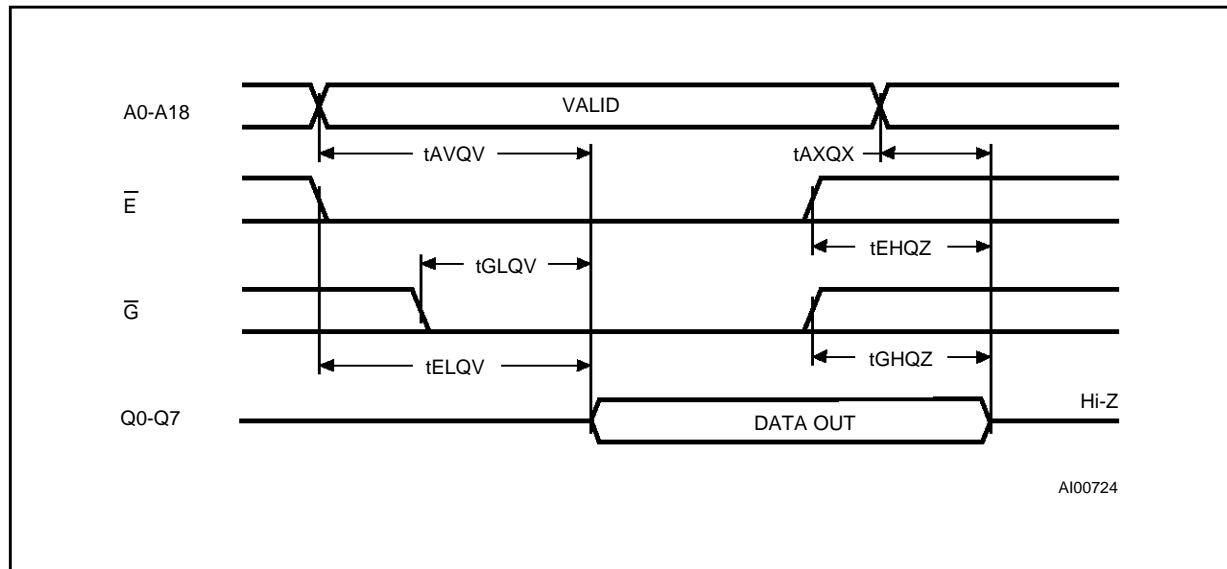 A0-A18
VALID
tAVQV
tAXQX
E̅
tEHQZ
tGLQV
G̅
tGHQZ
tELQV
Q0-Q7
DATA OUT
Hi-Z
AI00724